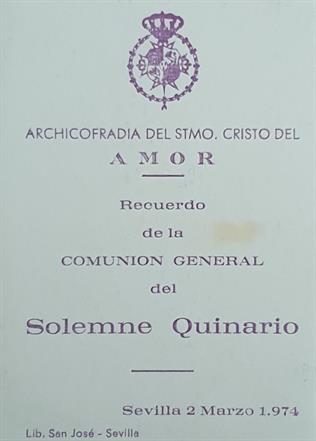 ARCHICOFRADIA DEL STMO. CRISTO DEL
AMOR
Recuerdo
de la
COMUNION GENERAL
del
Solemne Quinario
Sevilla 2 Marzo 1.974
Lib. San José - Sevilla